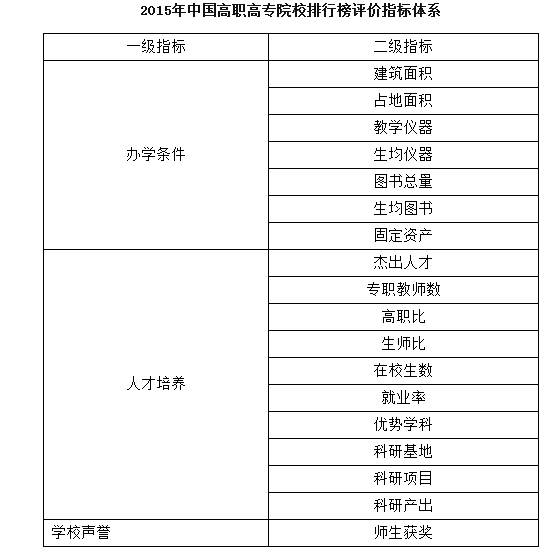 2015年中国高职高专院校排行榜评价指标体系
一级指标 二级指标
办学条件
建筑面积
占地面积
教学仪器
生均仪器
图书总量
生均图书
固定资产
人才培养
杰出人才
专职教师数
高职比
生师比
在校生数
就业率
优势学科
科研基地
科研项目
科研产出
学校声誉 师生获奖